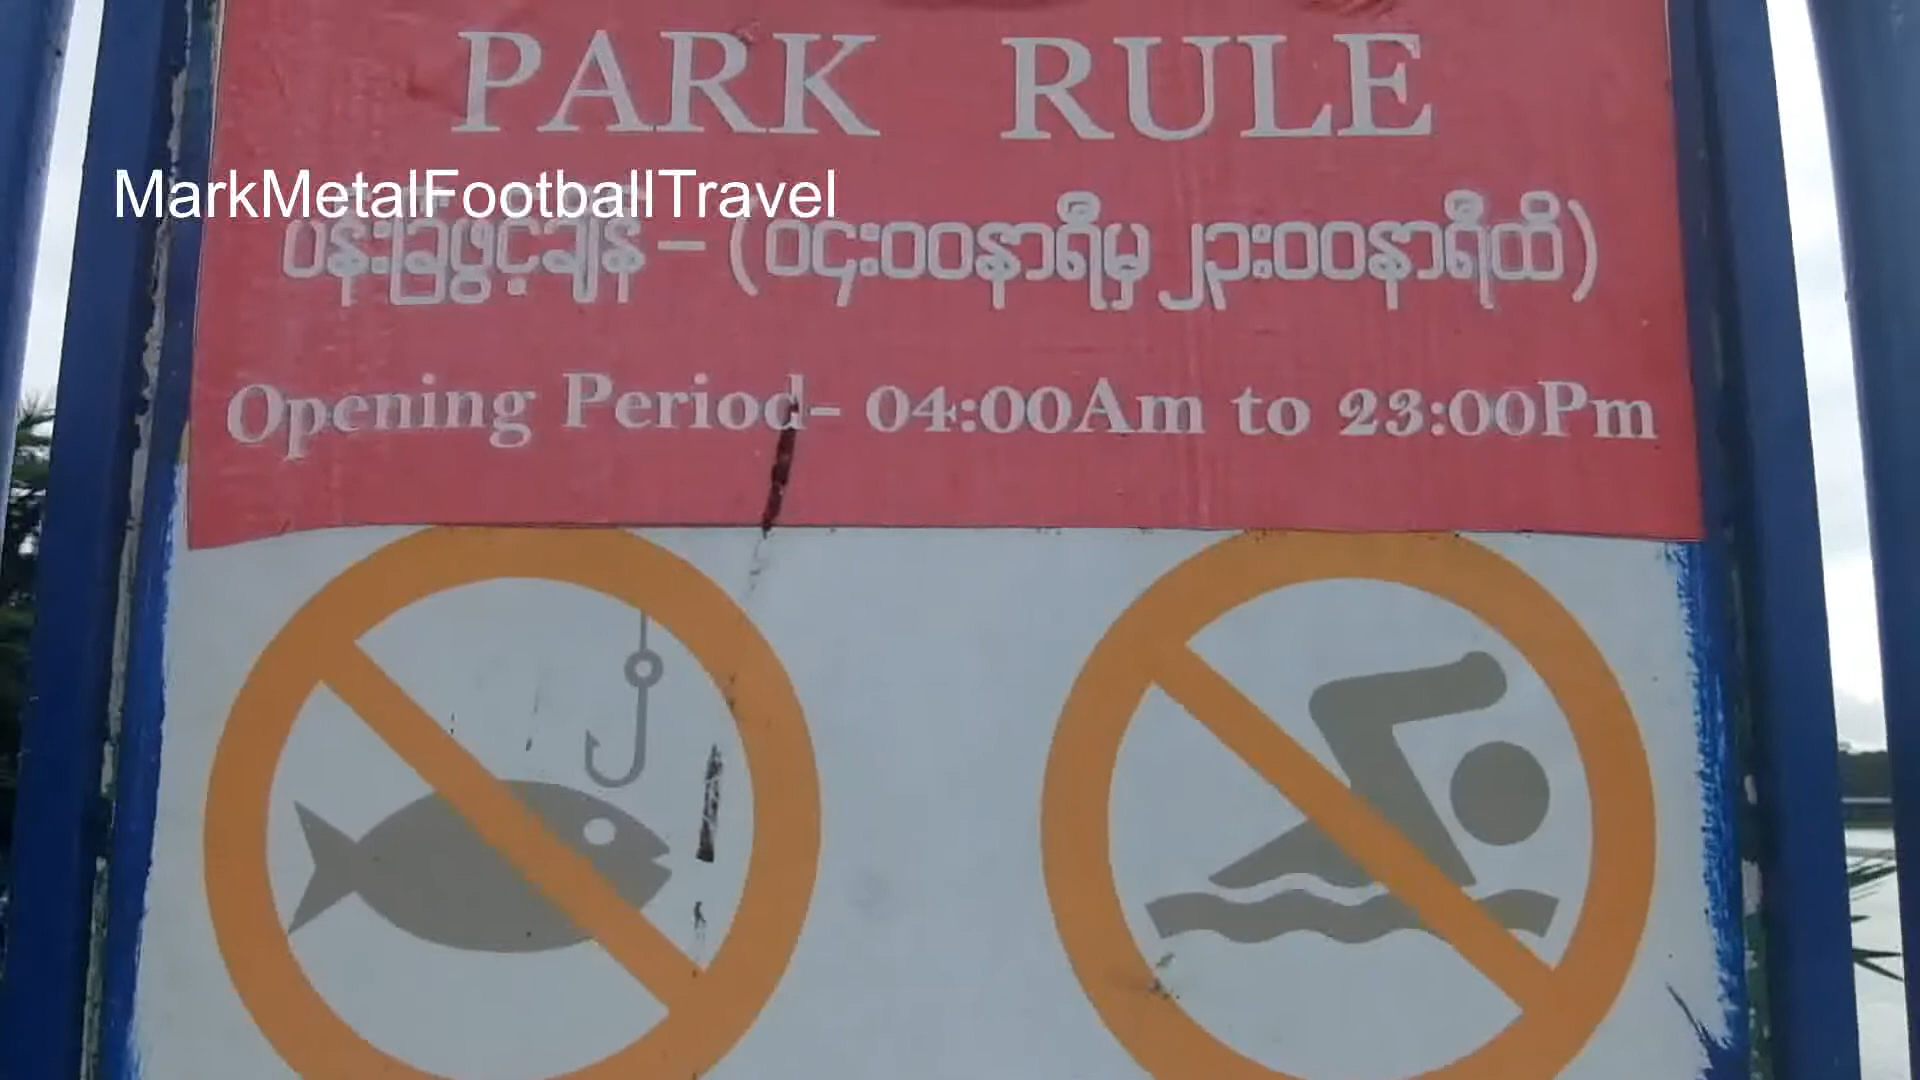 PARK RULE
MarkMetalFootballTravel
ပန်းခြံဖွင့်ချိန် – (၀၄း၀၀နာရီမှ ၂၃း၀၀နာရီထိ)
Opening Period- 04:00Am to 23:00Pm